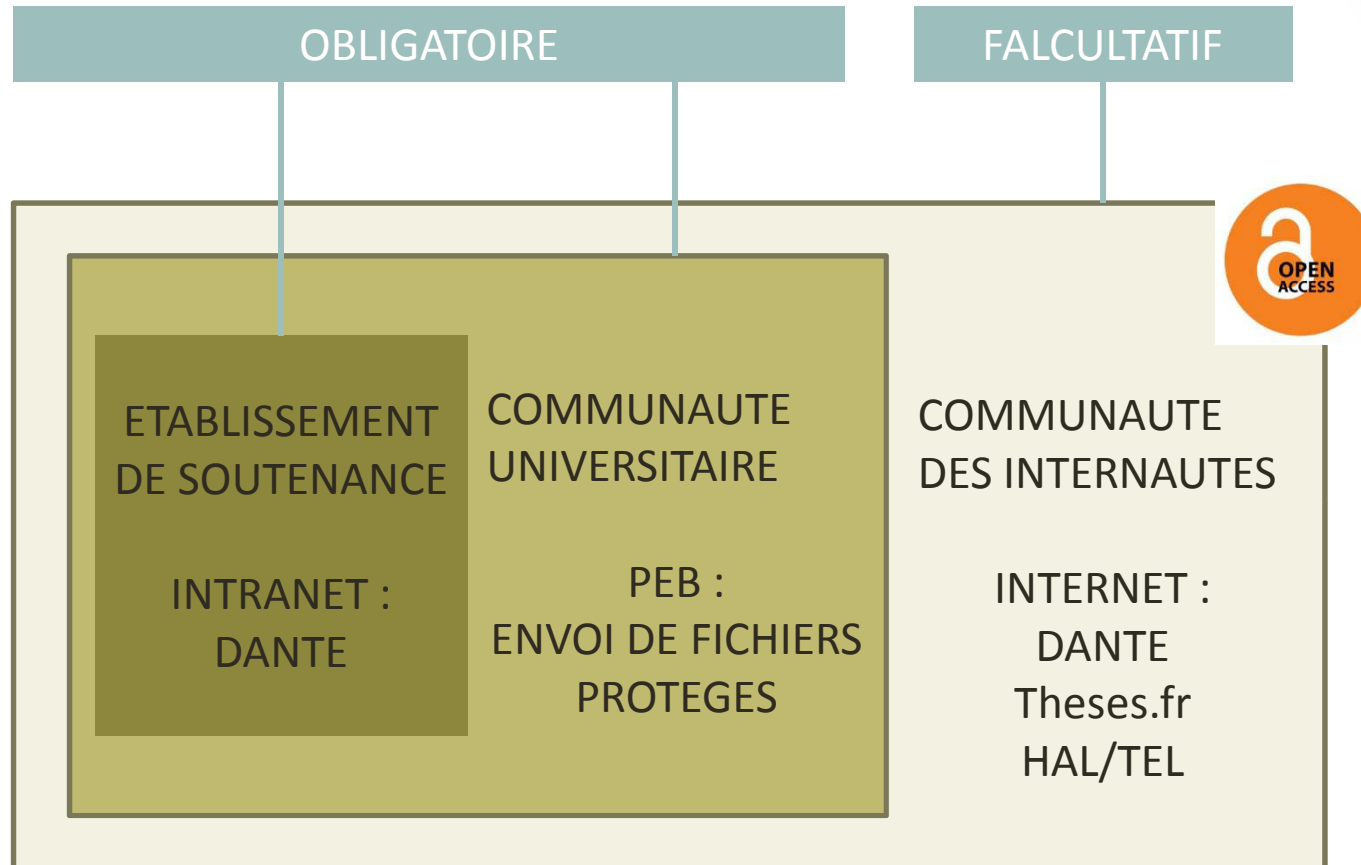 OBLIGATOIRE
FALCULTATIF
OPEN
ACCESS
ETABLISSEMENT
DE SOUTENANCE
INTRANET :
DANTE
COMMUNAUTE
UNIVERSITAIRE
PEB :
ENVOI DE FICHIERS
PROTEGES
COMMUNAUTE
DES INTERNAUTES
INTERNET :
DANTE
Theses.fr
HAL/TEL